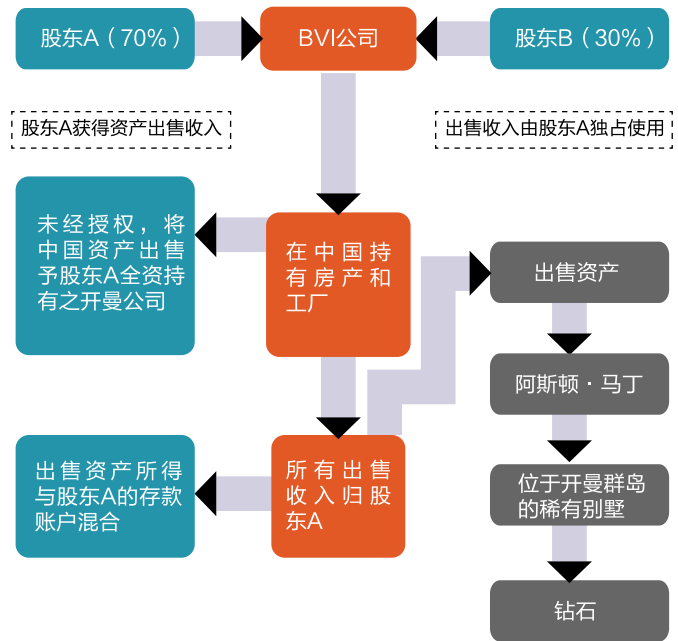 股东A（70%）
BVI公司
股东B（30%）
股东A获得资产出售收入
出售收入由股东A独占使用
未经授权，将
中国资产出售
予股东A全资持
有之开曼公司
在中国持
有房产和
工厂
出售资产
阿斯顿·马丁
出售资产所得
与股东A的存款
账户混合
所有出售
收入归股
东A
位于开曼群岛
的稀有别墅
钻石